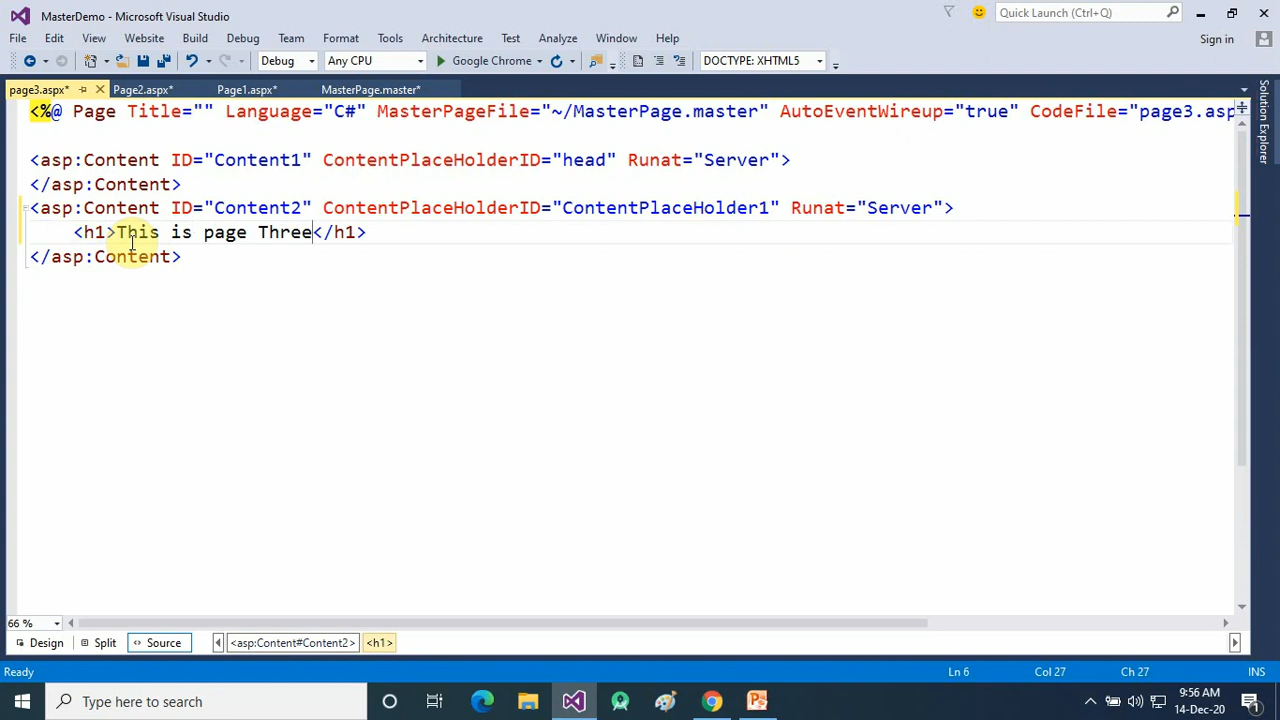 MasterDemo - Microsoft Visual Studio
Quick Launch (Ctrl+Q)
File Edit View Website Build Debug Team Format Tools Architecture Test Analyze Window Help
Sign in
Debug Any CPU Google Chrome DOCTYPE: XHTML5
page3.aspx* Page2.aspx* Page1.aspx* MasterPage.master*
<%@ Page Title="" Language="C#" MasterPageFile="~/MasterPage.master" AutoEventWireup="true" CodeFile="page3.asp
<asp:Content ID="Content1" ContentPlaceHolderID="head" Runat="Server">
</asp:Content>
<asp:Content ID="Content2" ContentPlaceHolderID="ContentPlaceHolder1" Runat="Server">
<h1>This is page Three</h1>
</asp:Content>
Solution Explorer
66 %
Design Split Source <asp:Content#Content2> <h1>
Ready Ln 6 Col 27 Ch 27 INS
Type here to search
9:56 AM
14-Dec-20
1